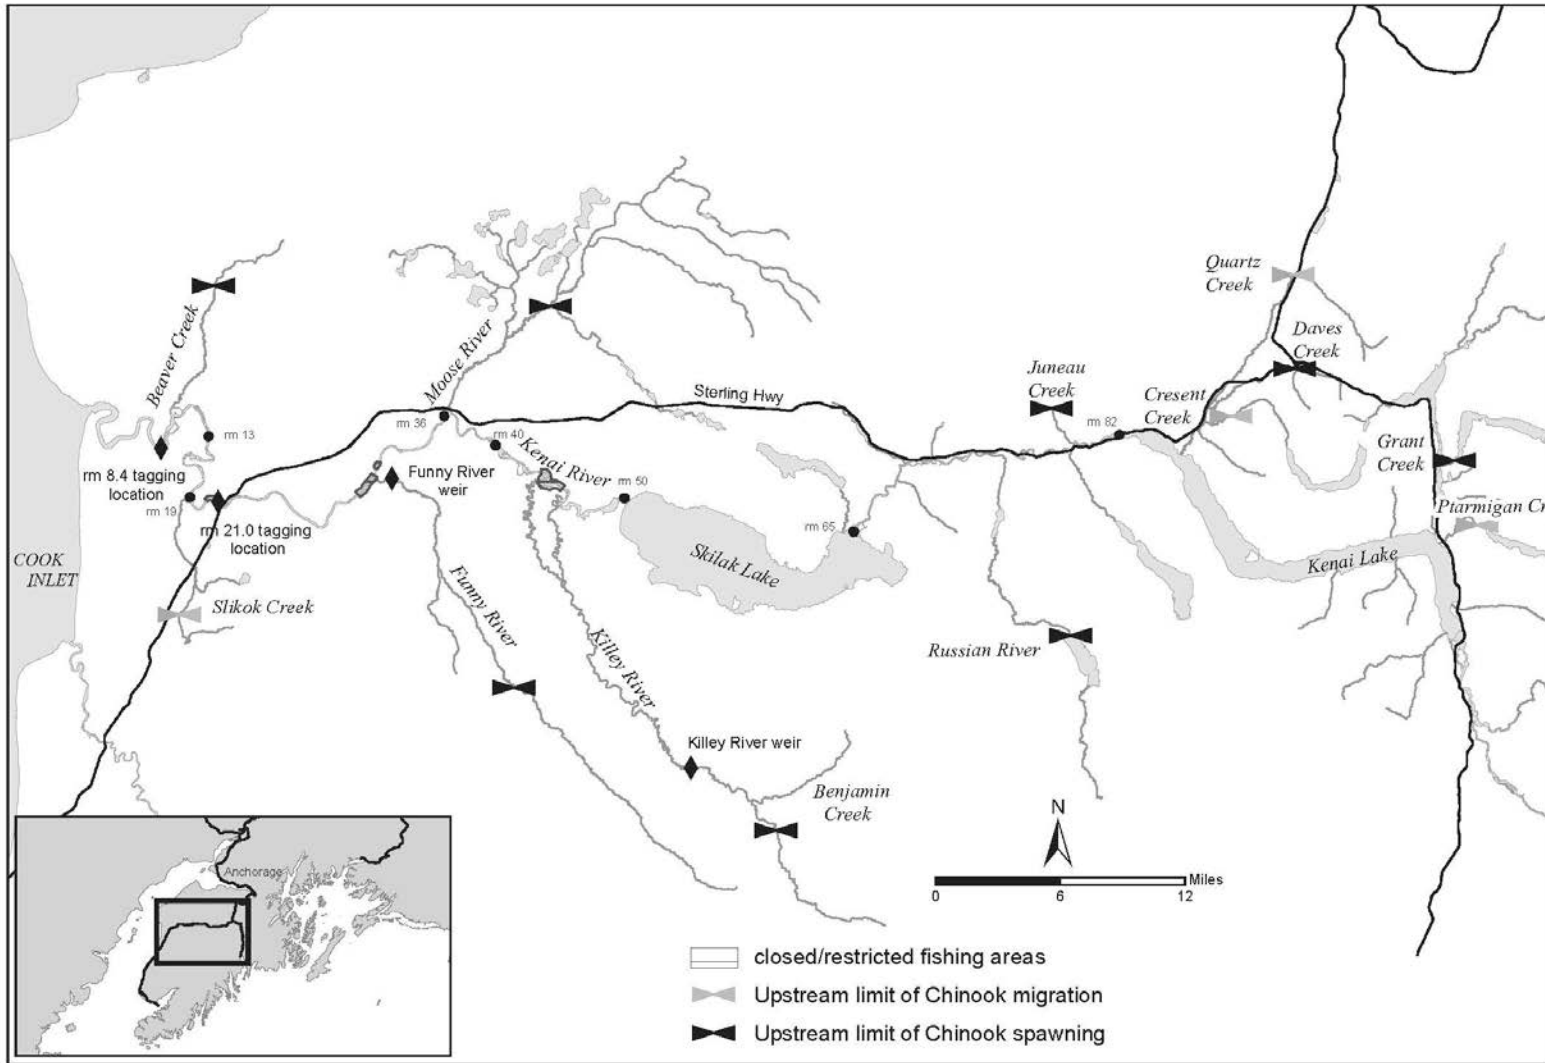 Quartz
Creek
Daves
Creek
Beaver Creek
Moose River
Juneau
Creek
Sterling Hwy
Cresent
Creek
rm 36
rm 82
rm 13
rm 40
Kenai River
Grant
Creek
rm 8.4 tagging
location
Funny River
weir
rm 50
rm 19
Ptarmigan Cr
rm 21.0 tagging
location
rm 65
COOK
INLET
Skilak Lake
Kenai Lake
Slikok Creek
Funny River
Killey River
Russian River
Killey River weir
Benjamin
Creek
N
Anchorage
Miles
0
6
12
closed/restricted fishing areas
Upstream limit of Chinook migration
Upstream limit of Chinook spawning